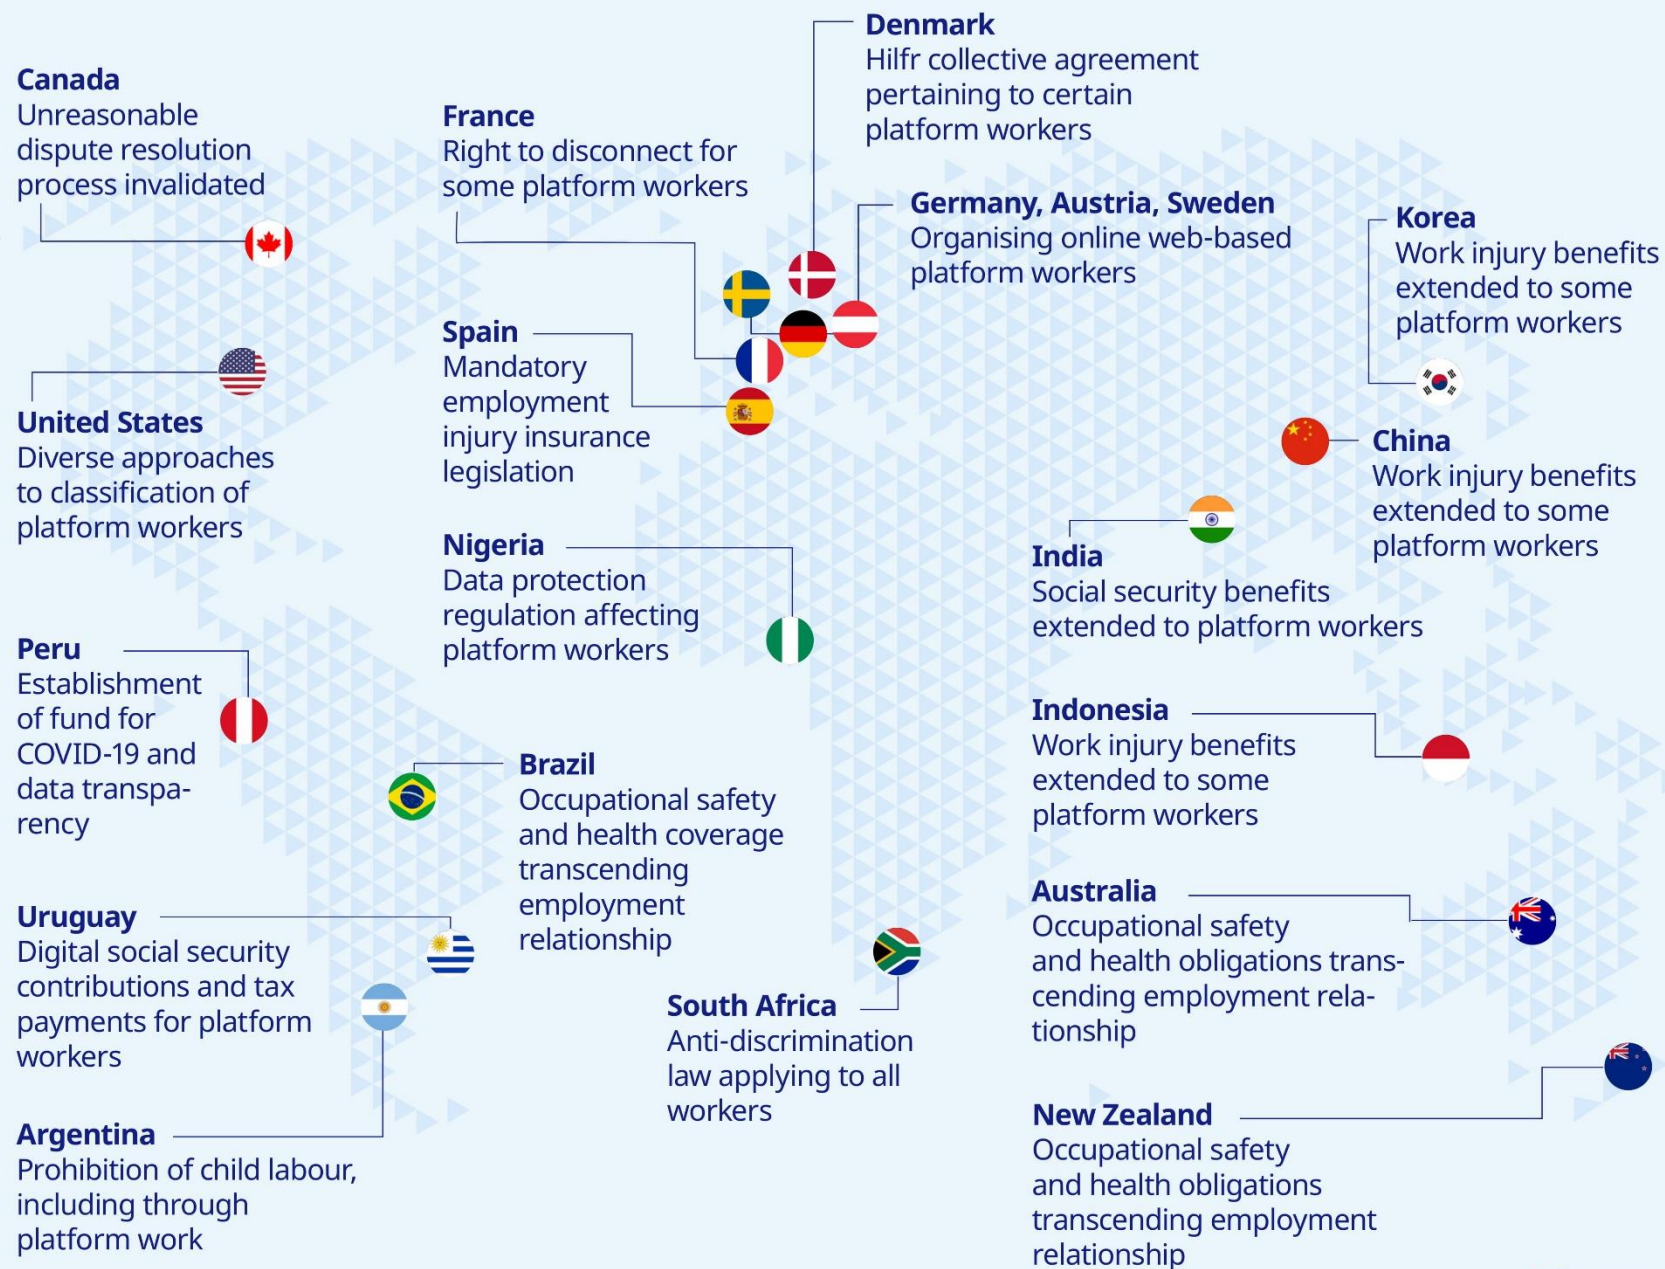 Denmark
Hilfr collective agreement
pertaining to certain
platform workers
Canada
Unreasonable
dispute resolution
process invalidated
France
Right to disconnect for
some platform workers
Germany, Austria, Sweden
Organising online web-based
platform workers
Korea
Work injury benefits
extended to some
platform workers
Spain
Mandatory
employment
injury insurance
legislation
United States
Diverse approaches
to classification of
platform workers
China
Work injury benefits
extended to some
platform workers
Nigeria
Data protection
regulation affecting
platform workers
India
Social security benefits
extended to platform workers
Peru
Establishment
of fund for
COVID-19 and
data transpa-
rency
Indonesia
Work injury benefits
extended to some
platform workers
Brazil
Occupational safety
and health coverage
transcending
employment
relationship
Australia
Occupational safety
and health obligations trans-
cending employment rela-
tionship
Uruguay
Digital social security
contributions and tax
payments for platform
workers
South Africa
Anti-discrimination
law applying to all
workers
New Zealand
Occupational safety
and health obligations
transcending employment
relationship
Argentina
Prohibition of child labour,
including through
platform work